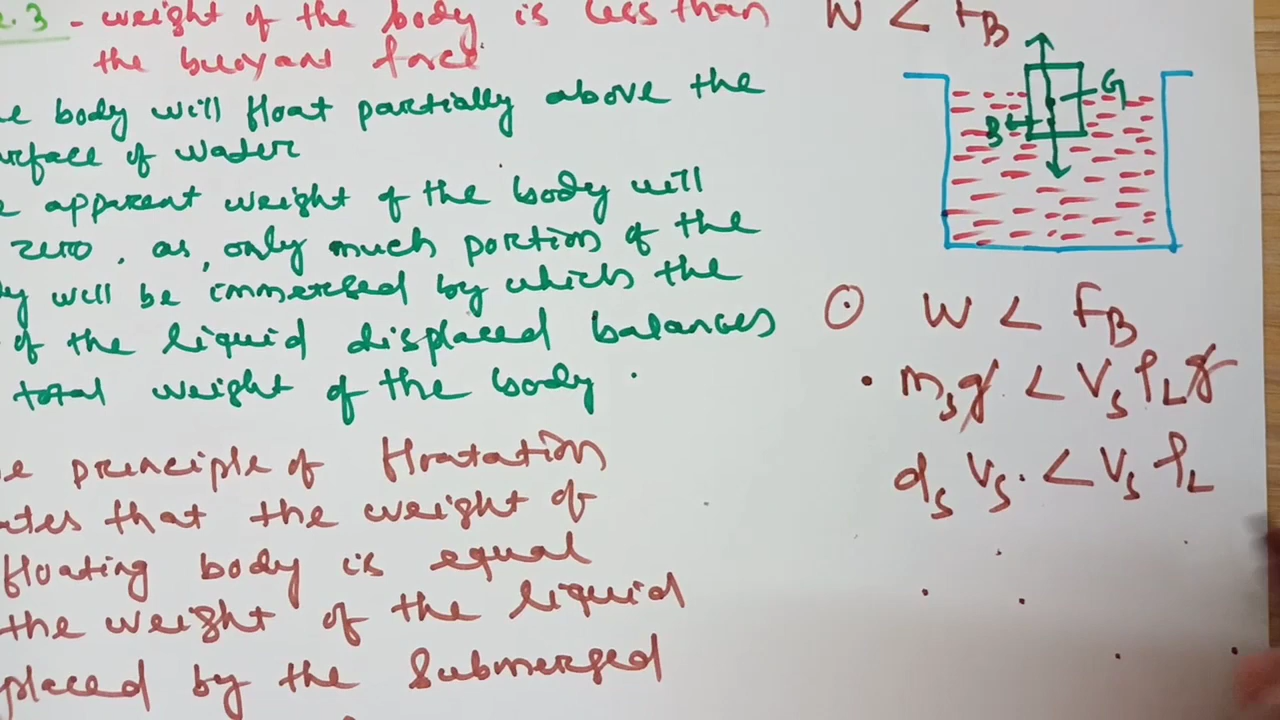 .3 - weight of the body is less than
the buoyant force
W < FB
G
B
e body will float partially above the
urface of water
e apparent weight of the body will
zero, as, only much portion of the
dy will be immersed by which the
of the liquid displaced balances
total weight of the body.
e principle of floatation
ates that the weight of
floating body is equal
the weight of the liquid
placed by the submerged
W < FB
msg < Vs ρL g
ds Vs. < Vs ρL